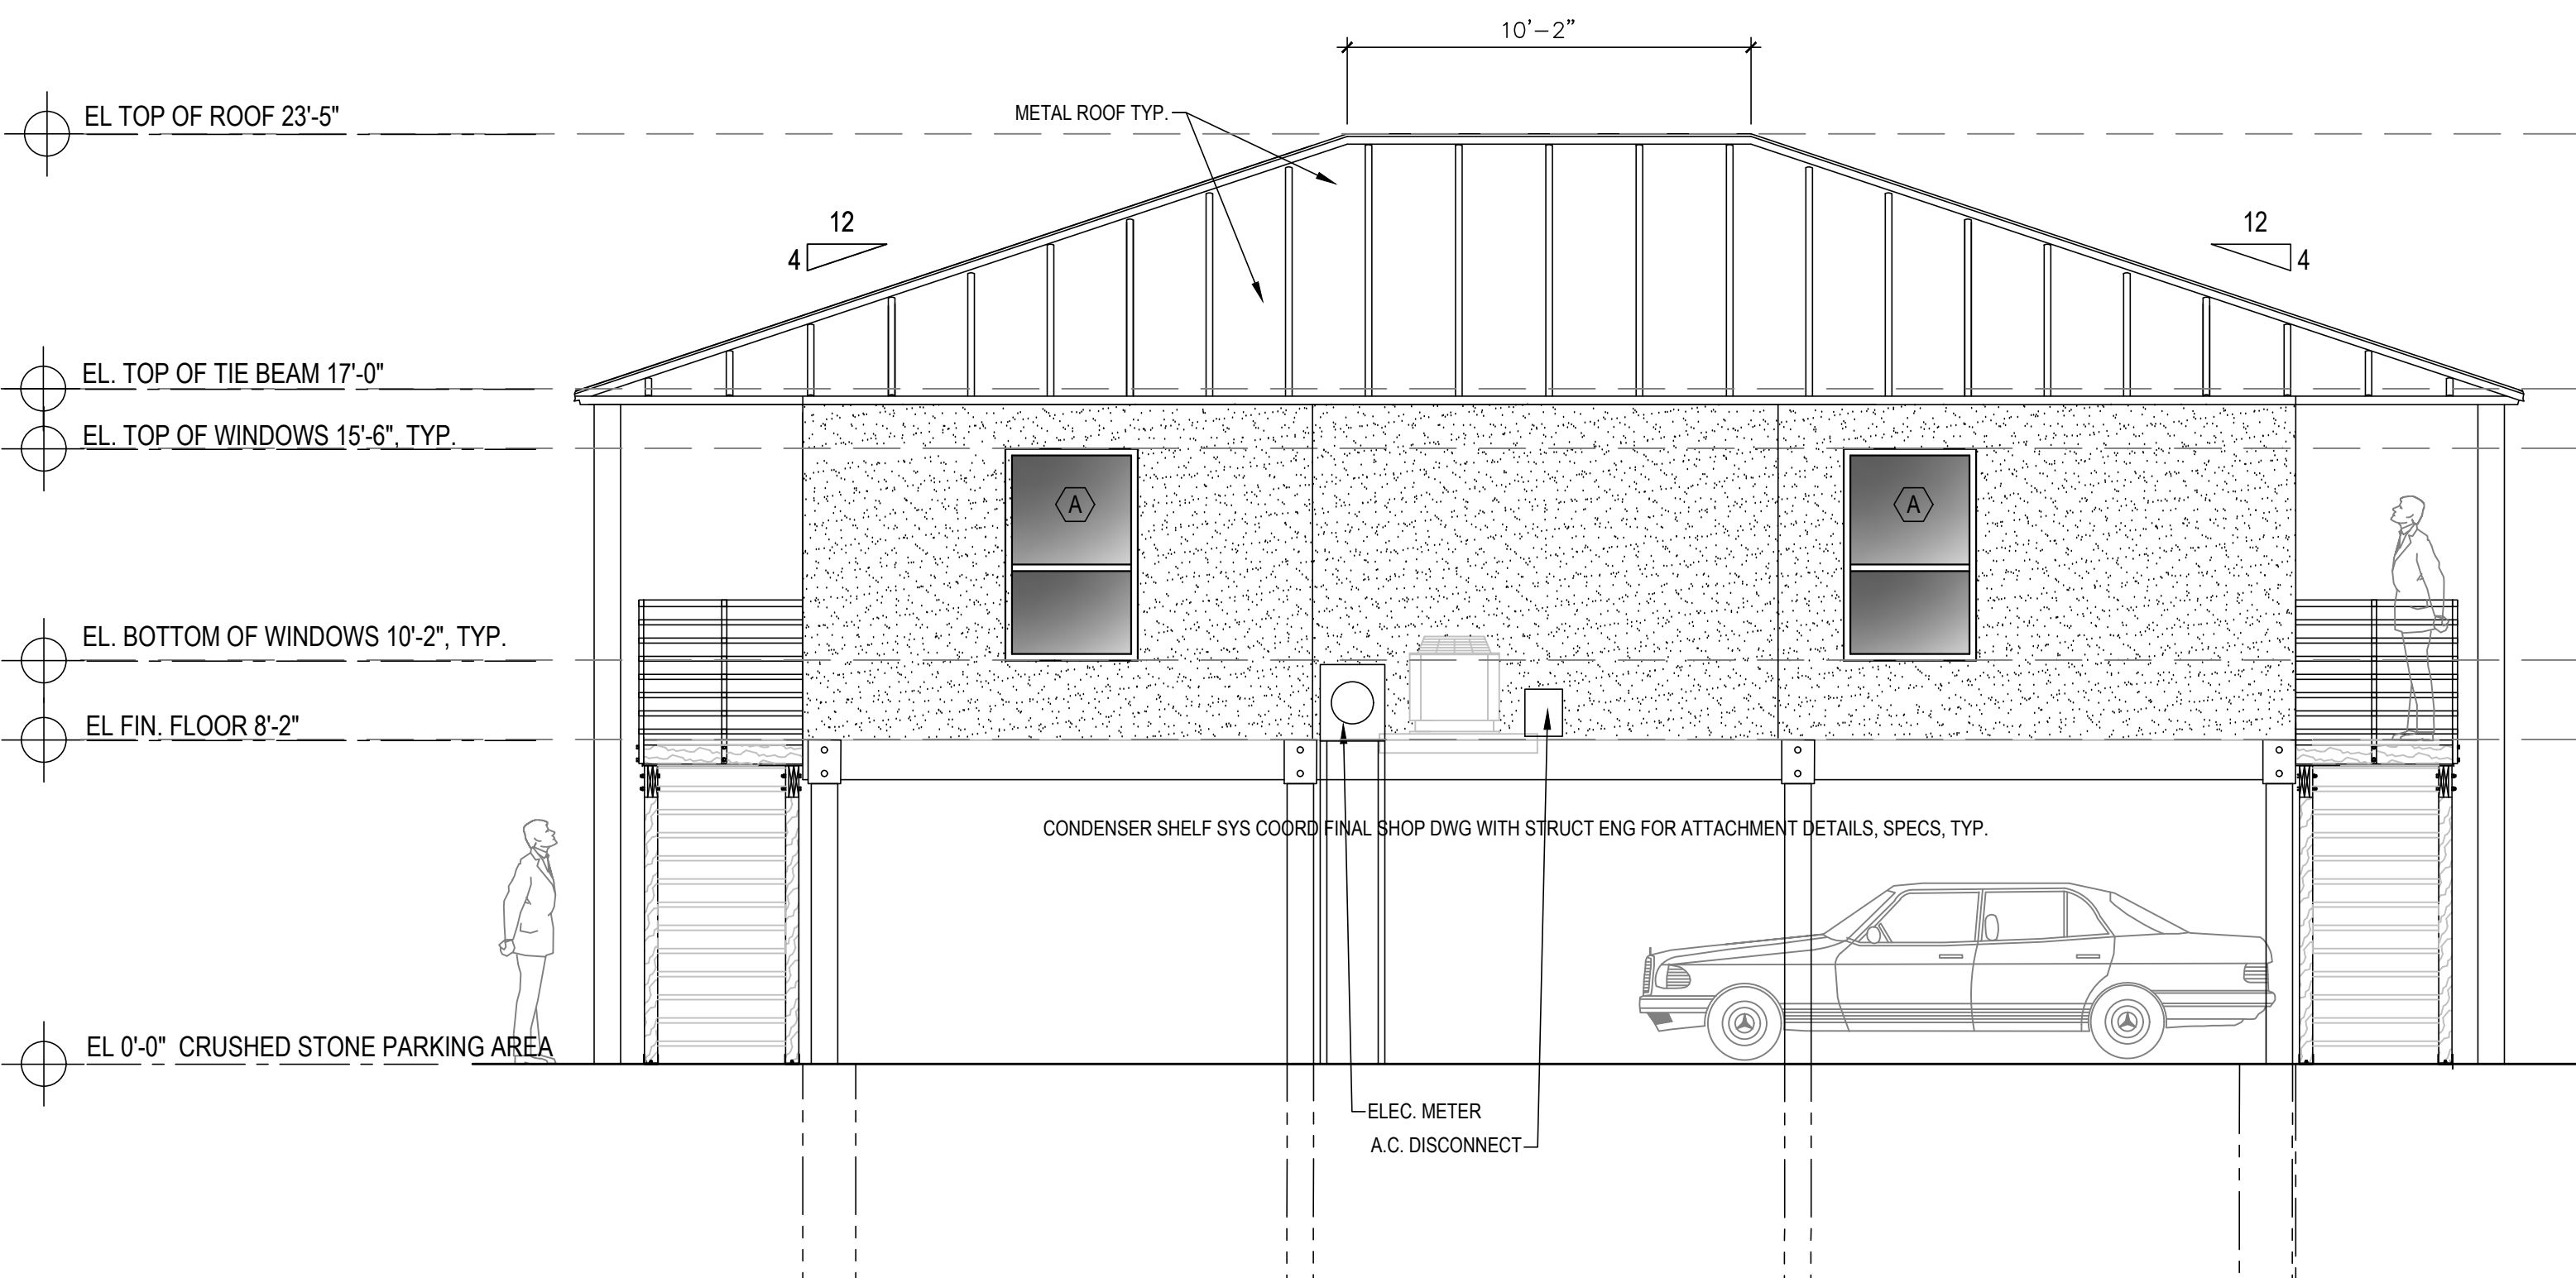 10’–2”
EL TOP OF ROOF 23'-5"
METAL ROOF TYP.
12
4
12
4
EL. TOP OF TIE BEAM 17'-0"
EL. TOP OF WINDOWS 15'-6", TYP.
A
A
EL. BOTTOM OF WINDOWS 10'-2", TYP.
EL FIN. FLOOR 8'-2"
CONDENSER SHELF SYS COORD FINAL SHOP DWG WITH STRUCT ENG FOR ATTACHMENT DETAILS, SPECS, TYP.
EL 0'-0" CRUSHED STONE PARKING AREA
ELEC. METER
A.C. DISCONNECT